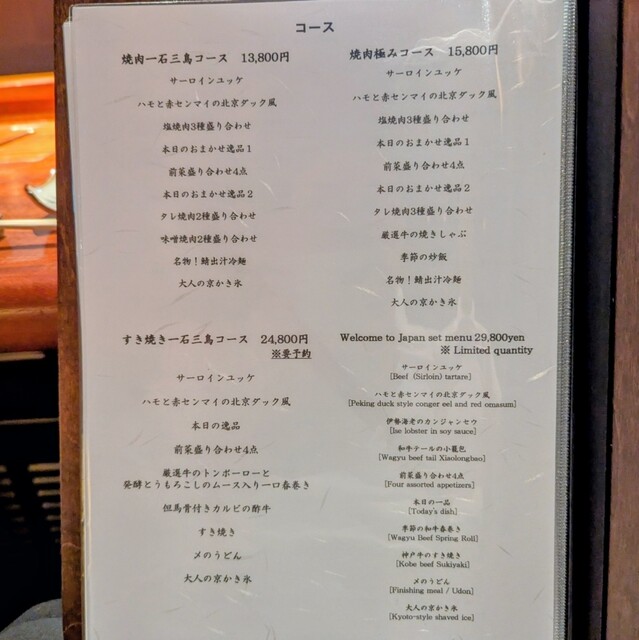 コース
焼肉一石三鳥コース 13,800円
サーロインユッケ
ハモと赤センマイの北京ダック風
塩焼肉3種盛り合わせ
本日のおまかせ逸品1
前菜盛り合わせ4点
本日のおまかせ逸品2
タレ焼肉2種盛り合わせ
味噌焼肉2種盛り合わせ
名物!鯖出汁冷麺
大人の京かき氷
焼肉極みコース 15,800円
サーロインユッケ
ハモと赤センマイの北京ダック風
塩焼肉3種盛り合わせ
本日のおまかせ逸品1
前菜盛り合わせ4点
本日のおまかせ逸品2
タレ焼肉3種盛り合わせ
厳選牛の焼きしゃぶ
季節の炒飯
名物!鯖出汁冷麺
大人の京かき氷
すき焼き一石三鳥コース 24,800円
※要予約
サーロインユッケ
ハモと赤センマイの北京ダック風
本日の逸品
前菜盛り合わせ4点
厳選牛のトンポーローと
発酵とうもろこしのムース入り一口春巻き
但馬骨付きカルビの酢牛
すき焼き
〆のうどん
大人の京かき氷
Welcome to Japan set menu 29,800yen
※ Limited quantity
サーロインユッケ
[Beef (Sirloin) tartare]
ハモと赤センマイの北京ダック風
[Peking duck style conger eel and red omasum]
伊勢海老のカンジャンセウ
[Ise lobster in soy sauce]
和牛テールの小籠包
[Wagyu beef tail Xiaolongbao]
前菜盛り合わせ4点
[Four assorted appetizers]
本日の一品
[Today's dish]
季節の和牛春巻き
[Wagyu Beef Spring Roll]
神戸牛のすき焼き
[Kobe beef Sukiyaki]
〆のうどん
[Finishing meal / Udon]
大人の京かき氷
[Kyoto-style shaved ice]